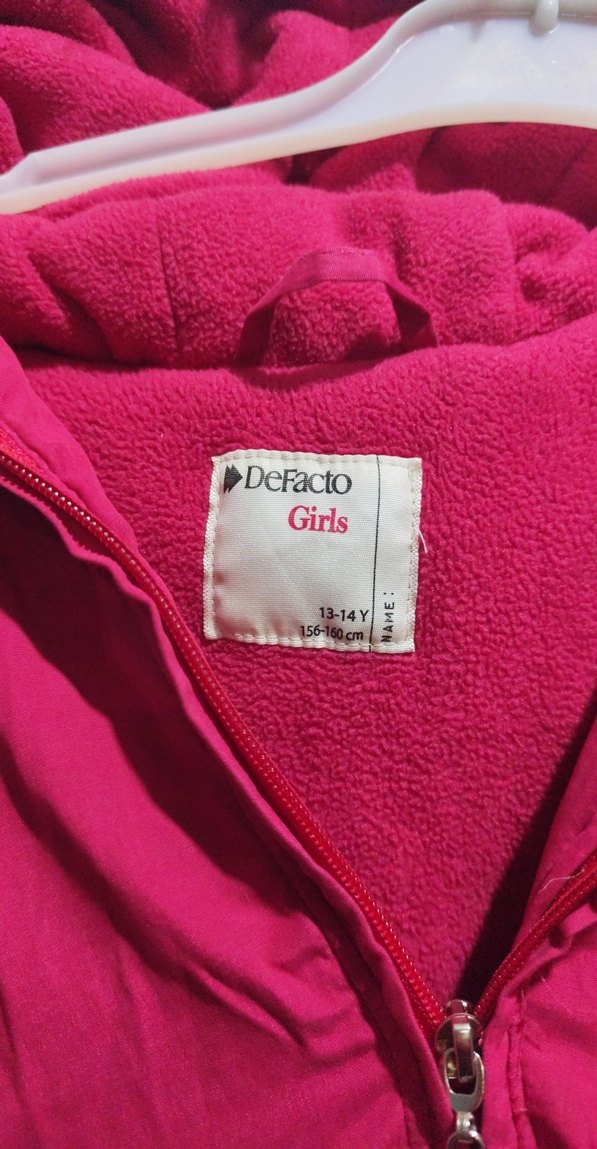 DeFacto
Girls
13-14 Y
156-160 cm
NAME: